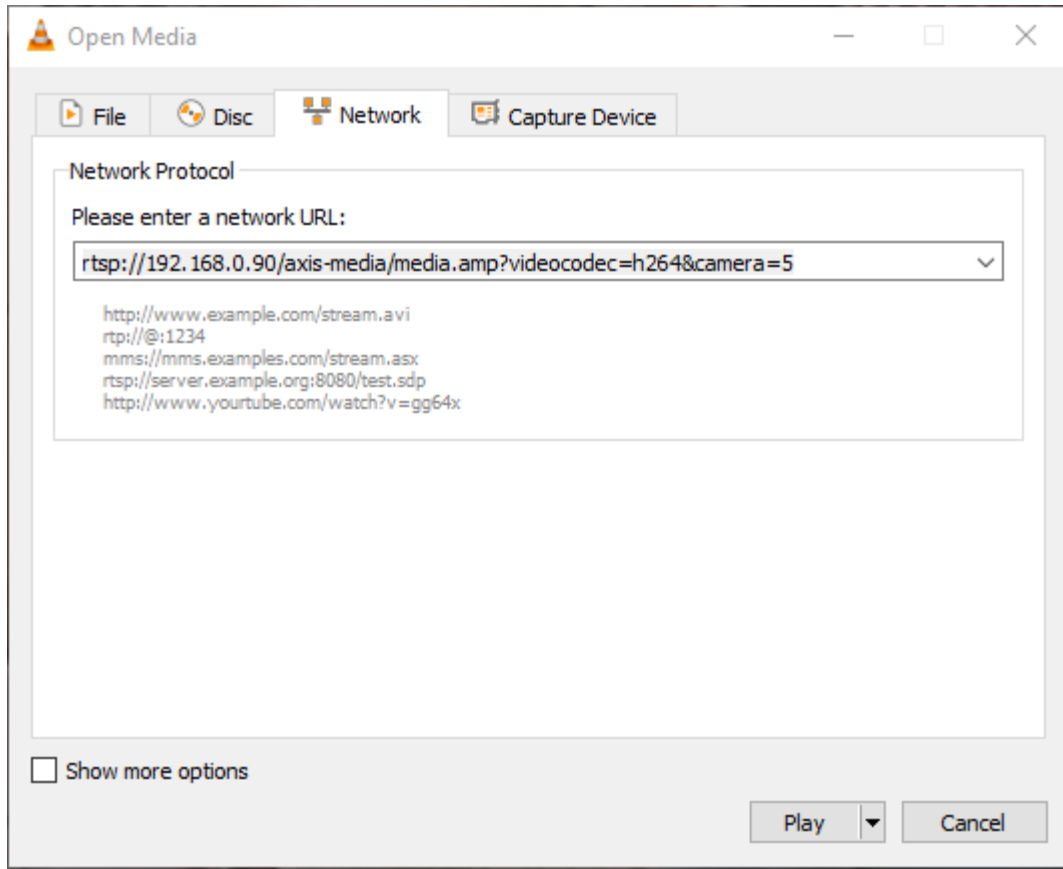 Open Media
File
Disc
Network
Capture Device
Network Protocol
Please enter a network URL:
rtsp://192.168.0.90/axis-media/media.amp?videocodec=h264&camera=5
http://www.example.com/stream.avi
rtp://@:1234
mms://mms.examples.com/stream.asx
rtsp://server.example.org:8080/test.sdp
http://www.yourtube.com/watch?v=gg64x
Show more options
Play
Cancel